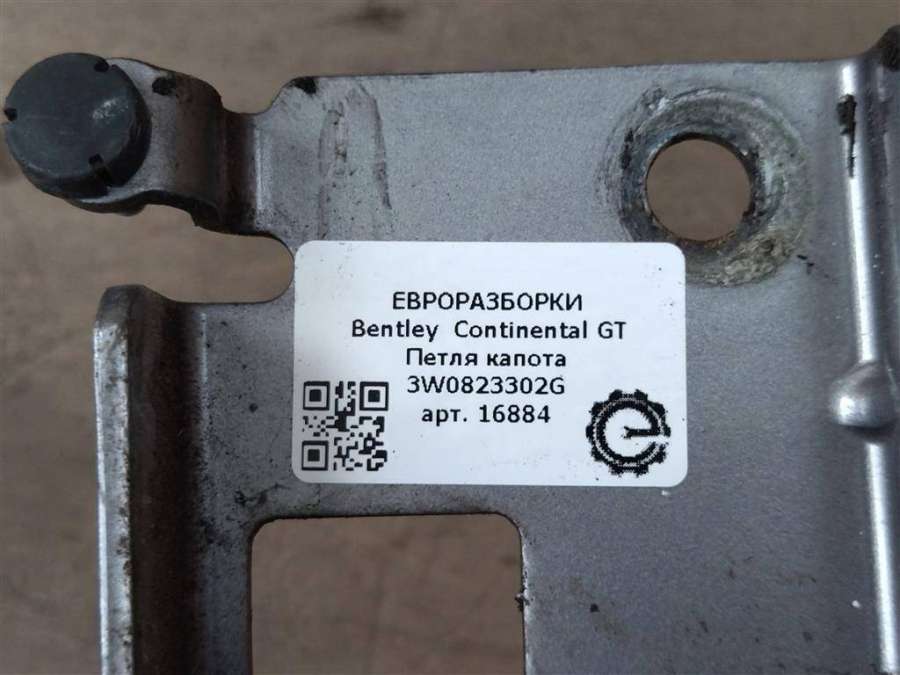 ЕВРОРАЗБОРКИ
Bentley Continental GT
Петля капота
3W0823302G
арт. 16884